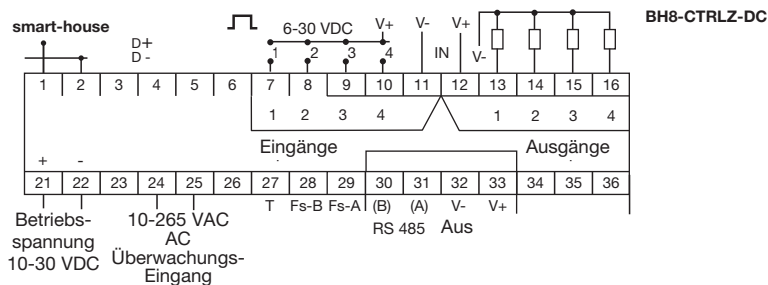 BH8-CTRLZ-DC
smart-house
D+
D-
6-30 VDC
V+ V- V+
1 2 3 4
IN
V-
1 2 3 4 5 6 7 8 9 10 11 12 13 14 15 16
1 2 3 4 1 2 3 4
Eingänge Ausgänge
+ -
21 22 23 24 25 26 27 28 29 30 31 32 33 34 35 36
T Fs-B Fs-A (B) (A) V- V+
RS 485 Aus
Betriebs-
spannung
10-30 VDC
10-265 VAC
AC
Überwachungs-
Eingang